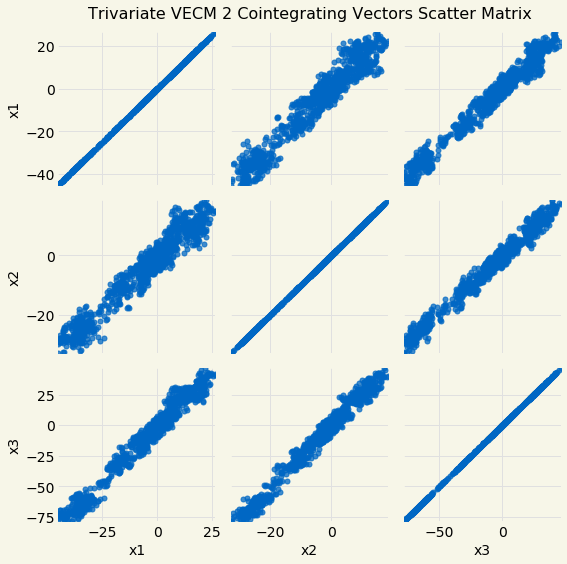 Trivariate VECM 2 Cointegrating Vectors Scatter Matrix
20
0
−20
−40
x1
0
−20
x2
25
0
−25
−50
−75
x3
−25 0 25
x1
0
x2
−50 0
x3